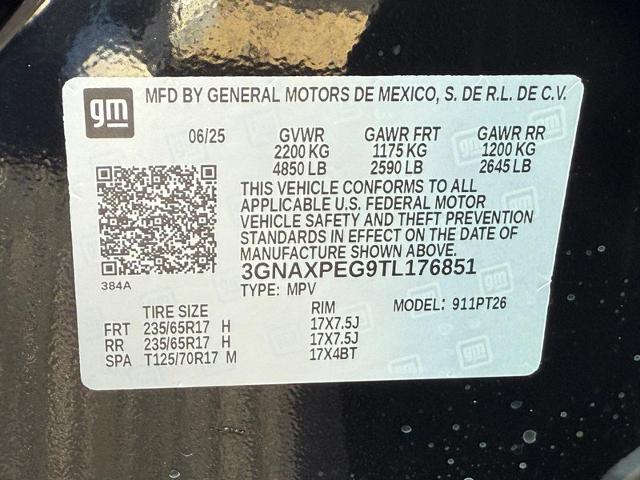 gm MFD BY GENERAL MOTORS DE MEXICO, S. DE R.L. DE C.V.
06/25 GVWR GAWR FRT GAWR RR
2200 KG 1175 KG 1200 KG
4850 LB 2590 LB 2645 LB
THIS VEHICLE CONFORMS TO ALL
APPLICABLE U.S. FEDERAL MOTOR
VEHICLE SAFETY AND THEFT PREVENTION
STANDARDS IN EFFECT ON THE DATE OF
MANUFACTURE SHOWN ABOVE.
3GNAXPEG9TL176851
384A
TYPE: MPV MODEL: 911PT26
TIRE SIZE RIM
FRT 235/65R17 H 17X7.5J
RR 235/65R17 H 17X7.5J
SPA T125/70R17 M 17X4BT